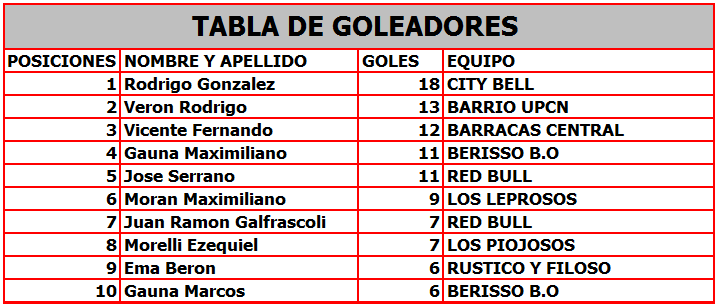 TABLA DE GOLEADORES
POSICIONES NOMBRE Y APELLIDO GOLES EQUIPO
1 Rodrigo Gonzalez 18 CITY BELL
2 Veron Rodrigo 13 BARRIO UPCN
3 Vicente Fernando 12 BARRACAS CENTRAL
4 Gauna Maximiliano 11 BERISSO B.O
5 Jose Serrano 11 RED BULL
6 Moran Maximiliano 9 LOS LEPROSOS
7 Juan Ramon Galfrascoli 7 RED BULL
8 Morelli Ezequiel 7 LOS PIOJOSOS
9 Ema Beron 6 RUSTICO Y FILOSO
10 Gauna Marcos 6 BERISSO B.O